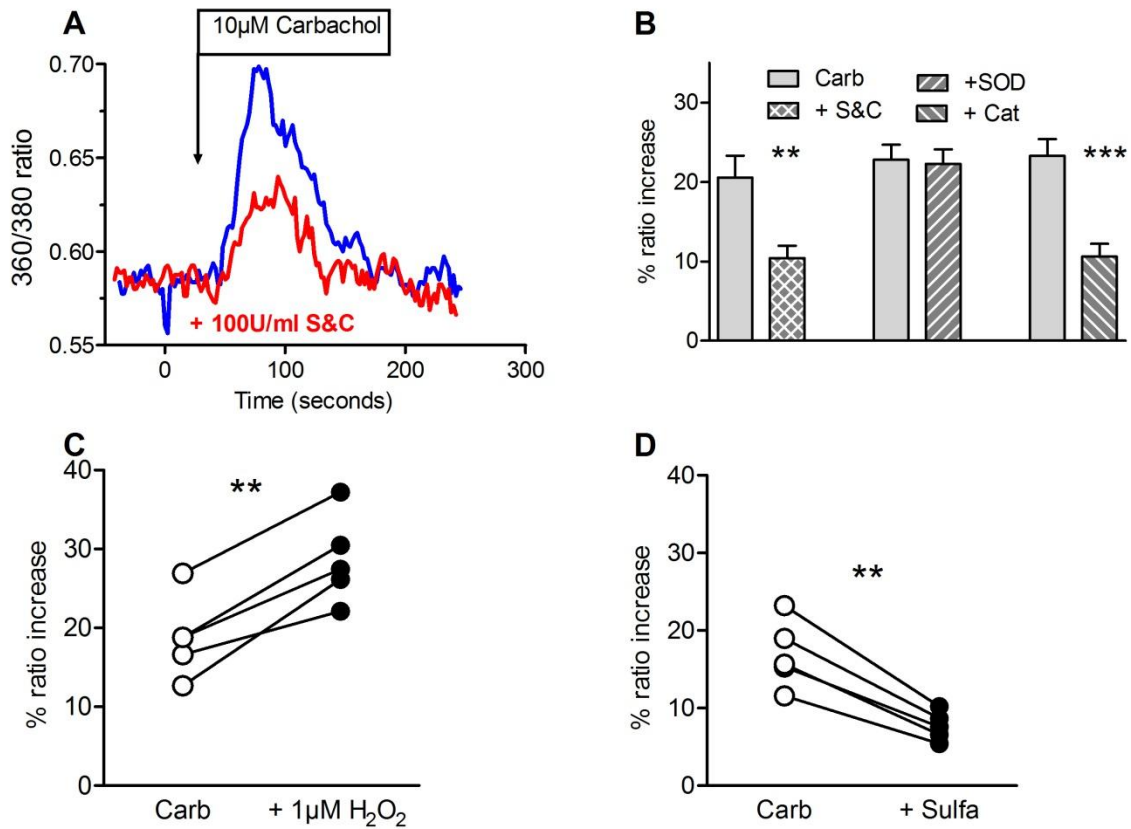 A
10µM Carbachol
0.70
0.65
0.60
0.55
360/380 ratio
+ 100U/ml S&C
0
100
200
300
Time (seconds)
B
Carb
+SOD
+ S&C
+ Cat
30
20
10
0
% ratio increase
**
***
C
40
30
20
10
0
% ratio increase
**
Carb
+ 1µM H₂O₂
D
40
30
20
10
0
% ratio increase
**
Carb
+ Sulfa